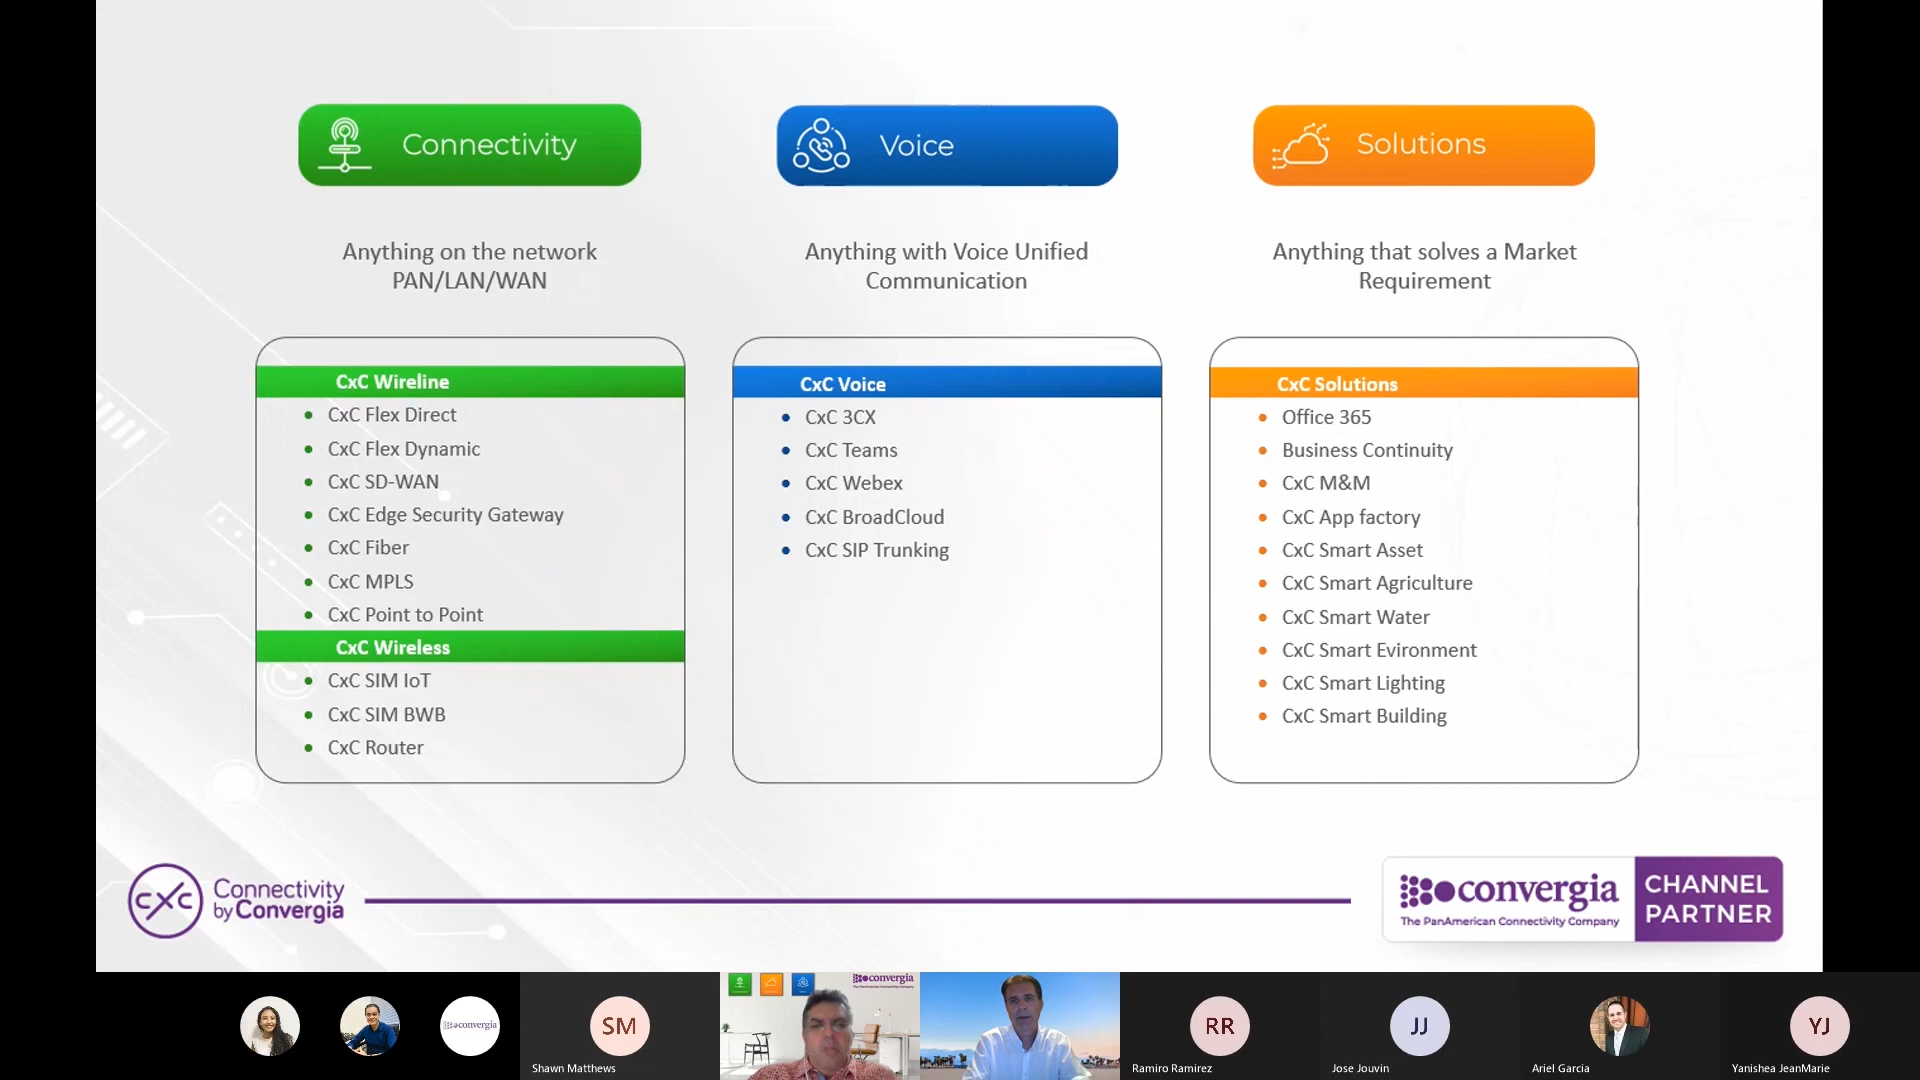 Connectivity
Voice
Solutions
Anything on the network
PAN/LAN/WAN
Anything with Voice Unified
Communication
Anything that solves a Market
Requirement
CxC Wireline
CxC Flex Direct
CxC Flex Dynamic
CxC SD-WAN
CxC Edge Security Gateway
CxC Fiber
CxC MPLS
CxC Point to Point
CxC Wireless
CxC SIM IoT
CxC SIM BWB
CxC Router
CxC Voice
CxC 3CX
CxC Teams
CxC Webex
CxC BroadCloud
CxC SIP Trunking
CxC Solutions
Office 365
Business Continuity
CxC M&M
CxC App factory
CxC Smart Asset
CxC Smart Agriculture
CxC Smart Water
CxC Smart Evironment
CxC Smart Lighting
CxC Smart Building
cxc
Connectivity
by Convergia
convergia
The PanAmerican Connectivity Company
CHANNEL
PARTNER
convergia
SM
Shawn Matthews
convergia
RR
Ramiro Ramirez
JJ
Jose Jouvin
Ariel Garcia
YJ
Yanishea JeanMarie